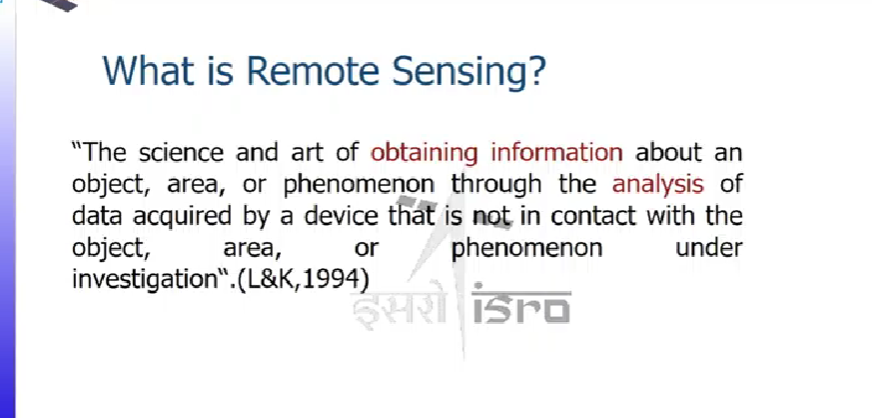 What is Remote Sensing?
“The science and art of obtaining information about an
object, area, or phenomenon through the analysis of
data acquired by a device that is not in contact with the
object, area, or phenomenon under
investigation“.(L&K,1994)
इसरो isro